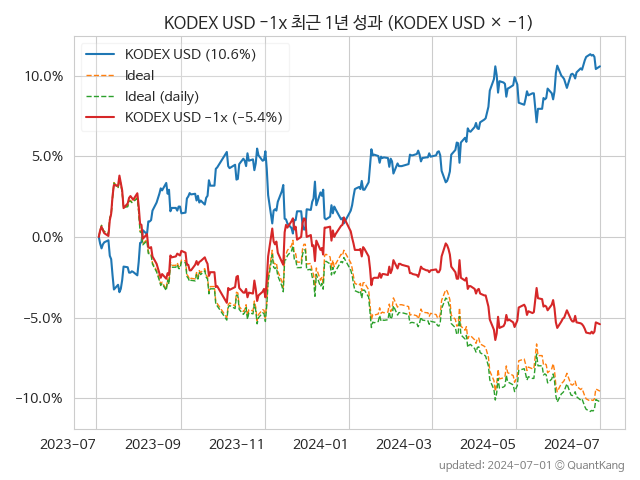 KODEX USD −1x 최근 1년 성과 (KODEX USD × −1)
KODEX USD (10.6%)
Ideal
Ideal (daily)
KODEX USD −1x (−5.4%)
10.0%
5.0%
0.0%
−5.0%
−10.0%
2023-07 2023-09 2023-11 2024-01 2024-03 2024-05 2024-07
updated: 2024-07-01 © QuantKang